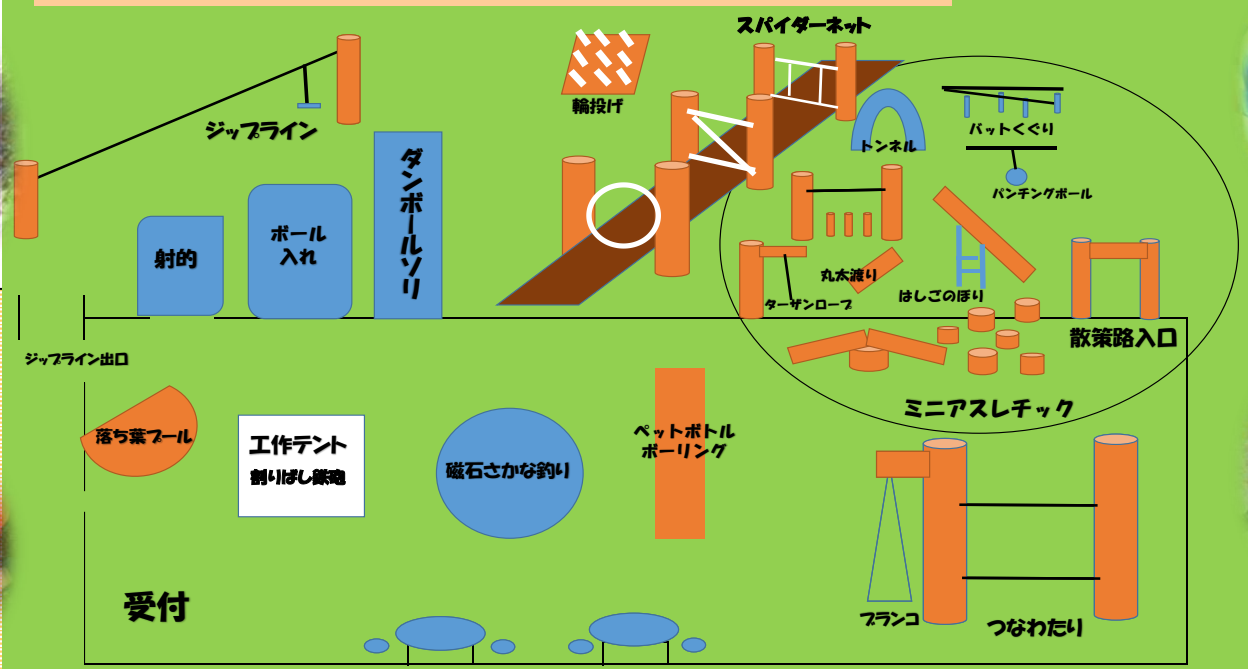 スパイダーネット
輪投げ
ジップライン
トンネル
バットくぐり
パンチングボール
ダンボールソリ
ボール
入れ
射的
丸太渡り
ターザンロープ
はしごのぼり
散策路入口
ジップライン出口
ミニアスレチック
落ち葉プール
工作テント
割りばし鉄砲
磁石さかな釣り
ペットボトル
ボーリング
受付
ブランコ
つなわたり